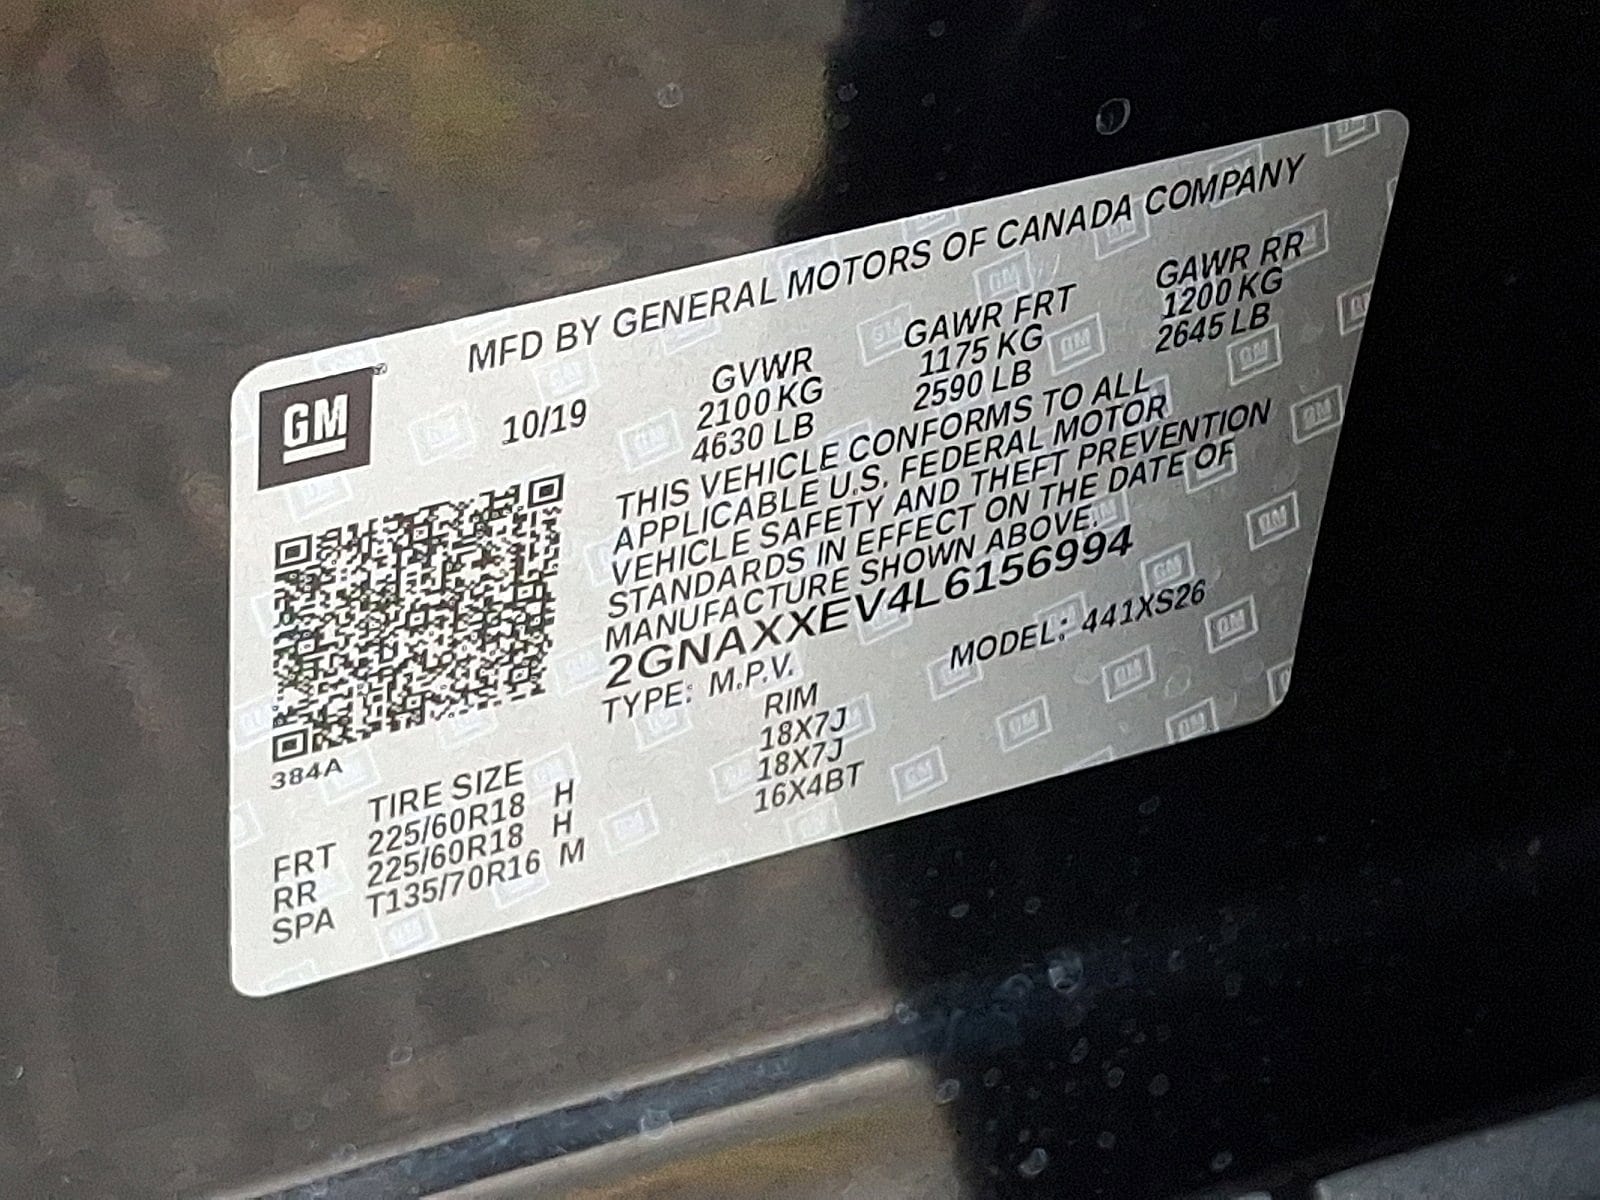 MFD BY GENERAL MOTORS OF CANADA COMPANY
GM
10/19
GVWR
2100 KG
4630 LB
GAWR FRT
1175 KG
2590 LB
GAWR RR
1200 KG
2645 LB
THIS VEHICLE CONFORMS TO ALL
APPLICABLE U.S. FEDERAL MOTOR
VEHICLE SAFETY AND THEFT PREVENTION
STANDARDS IN EFFECT ON THE DATE OF
MANUFACTURE SHOWN ABOVE.
2GNAXXEV4L6156994
TYPE: M.P.V. MODEL: 441XS26
384A
TIRE SIZE RIM
FRT 225/60R18 H 18X7J
RR 225/60R18 H 18X7J
SPA T135/70R16 M 16X4BT